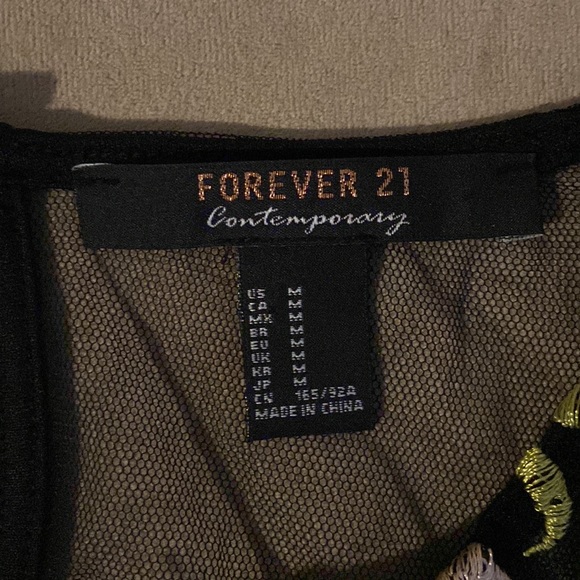 FOREVER 21
Contemporary
US M
CA M
MX M
BR M
EU M
UK M
KR M
JP M
CN 165/92A
MADE IN CHINA